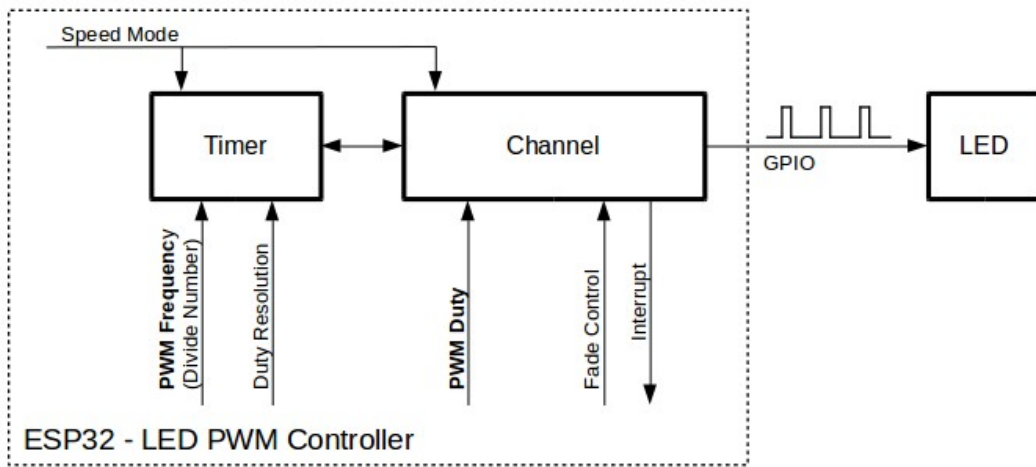 Speed Mode
Timer
Channel
GPIO
LED
PWM Frequency
(Divide Number)
Duty Resolution
PWM Duty
Fade Control
Interrupt
ESP32 - LED PWM Controller